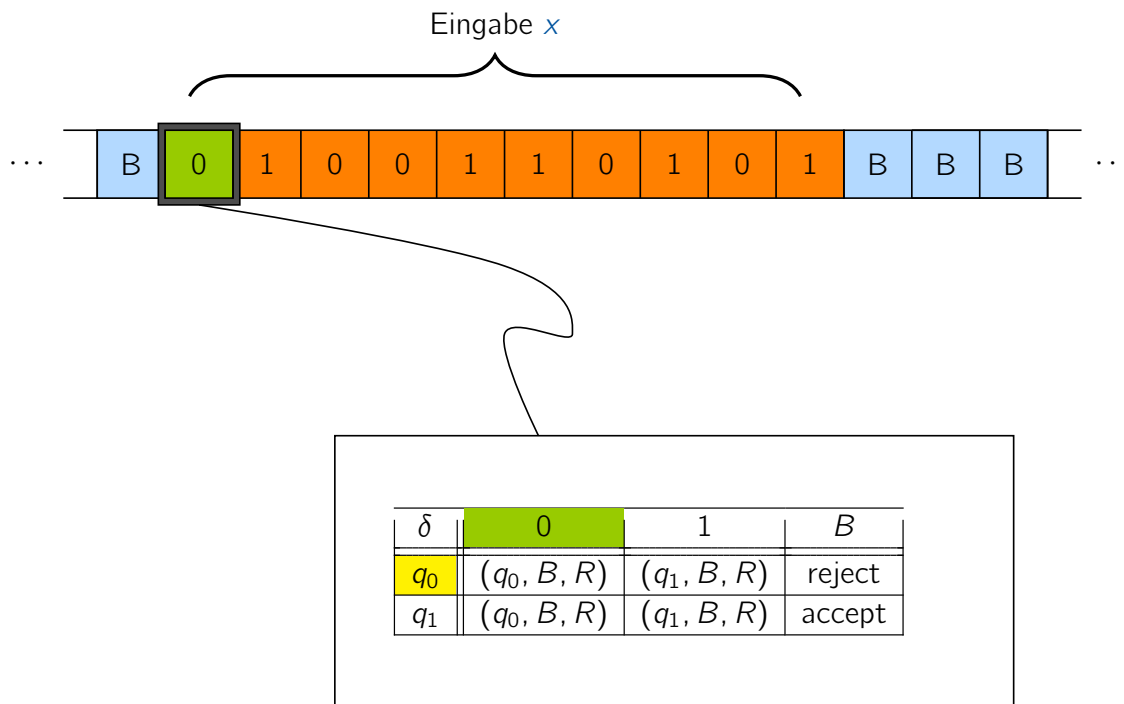 Eingabe x
··· B 0 1 0 0 1 1 0 1 0 1 B B B ··
δ 0 1 B
q₀ (q₀, B, R) (q₁, B, R) reject
q₁ (q₀, B, R) (q₁, B, R) accept